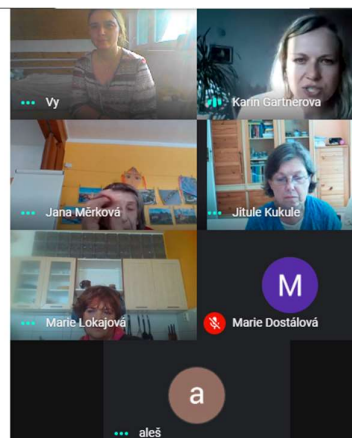 Vy
Karin Gartnerova
Jana Měrková
Jitule Kukule
Marie Lokajová
M
Marie Dostálová
a
aleš